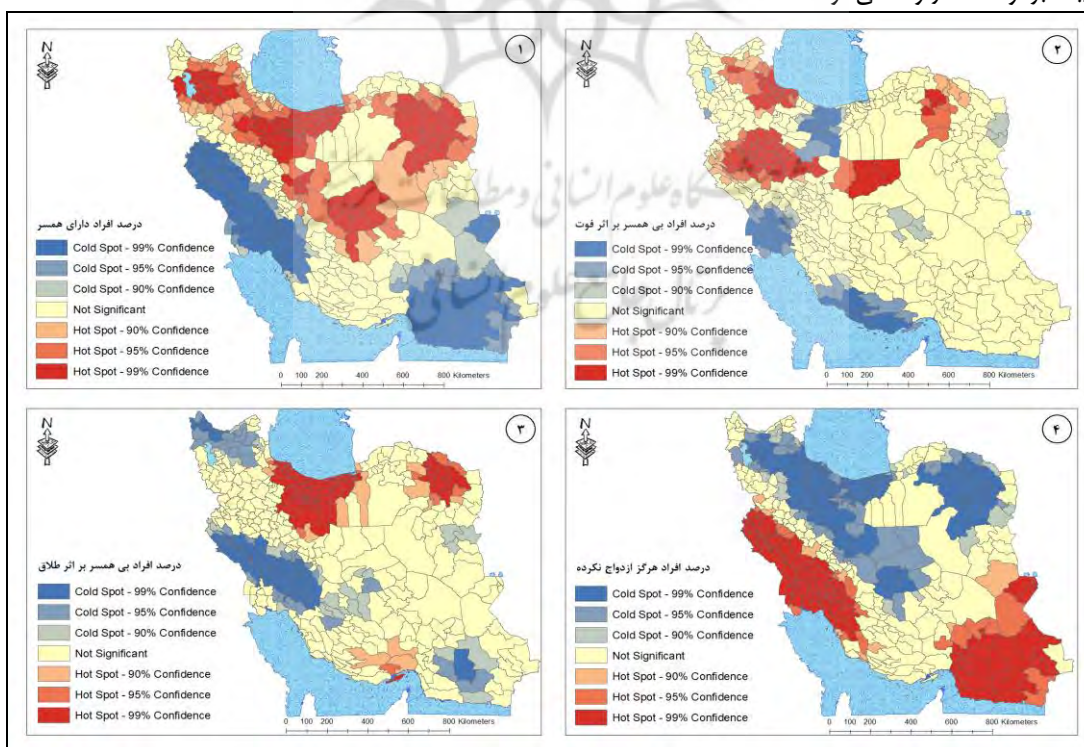 N
۱
درصد افراد دارای همسر
Cold Spot - 99% Confidence
Cold Spot - 95% Confidence
Cold Spot - 90% Confidence
Not Significant
Hot Spot - 90% Confidence
Hot Spot - 95% Confidence
Hot Spot - 99% Confidence
0 100 200 400 600 800 Kilometers
N
۲
درصد افراد بی همسر بر اثر فوت
Cold Spot - 99% Confidence
Cold Spot - 95% Confidence
Cold Spot - 90% Confidence
Not Significant
Hot Spot - 90% Confidence
Hot Spot - 95% Confidence
Hot Spot - 99% Confidence
0 100 200 400 600 800 Kilometers
N
۳
درصد افراد بی همسر بر اثر طلاق
Cold Spot - 99% Confidence
Cold Spot - 95% Confidence
Cold Spot - 90% Confidence
Not Significant
Hot Spot - 90% Confidence
Hot Spot - 95% Confidence
Hot Spot - 99% Confidence
0 100 200 400 600 800 Kilometers
N
۴
درصد افراد هرگز ازدواج نکرده
Cold Spot - 99% Confidence
Cold Spot - 95% Confidence
Cold Spot - 90% Confidence
Not Significant
Hot Spot - 90% Confidence
Hot Spot - 95% Confidence
Hot Spot - 99% Confidence
0 100 200 400 600 800 Kilometers